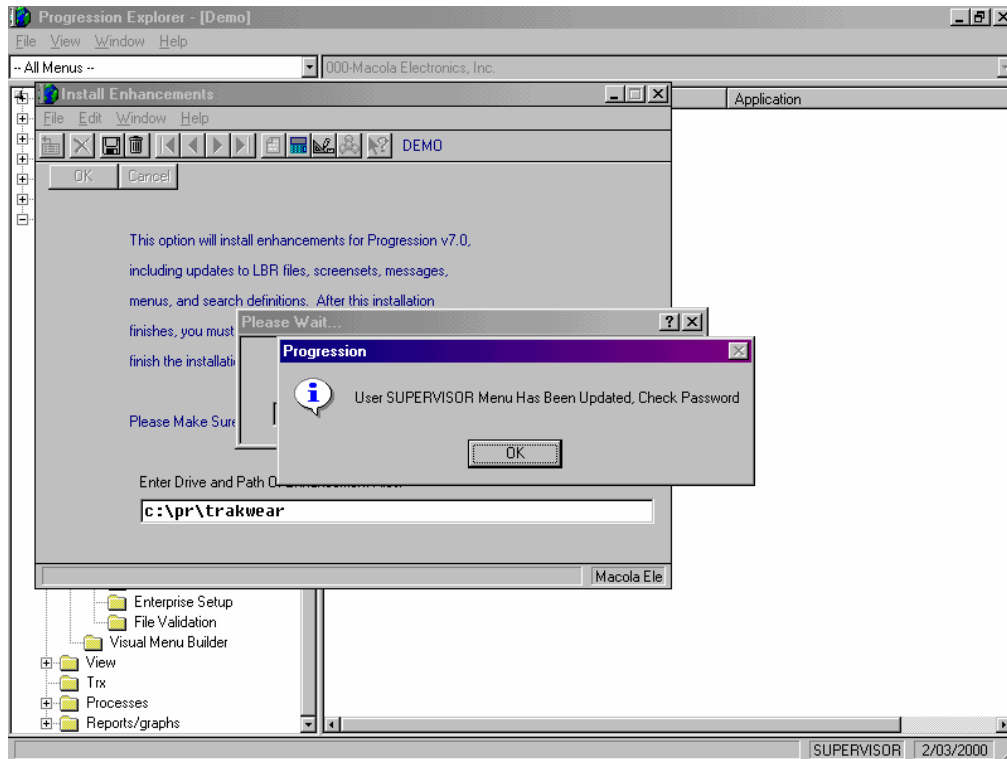 Progression Explorer - [Demo]
File View Window Help
-- All Menus --
000-Macola Electronics, Inc.
Application
Install Enhancements
File Edit Window Help
DEMO
OK Cancel
This option will install enhancements for Progression v7.0,
including updates to LBR files, screensets, messages,
menus, and search definitions. After this installation
finishes, you must
finish the installati
Please Make Sure
Please Wait...
Progression
User SUPERVISOR Menu Has Been Updated, Check Password
OK
Enter Drive and Path
c:\pr\trakwear
Macola Ele
Enterprise Setup
File Validation
Visual Menu Builder
View
Trx
Processes
Reports/graphs
SUPERVISOR 2/03/2000